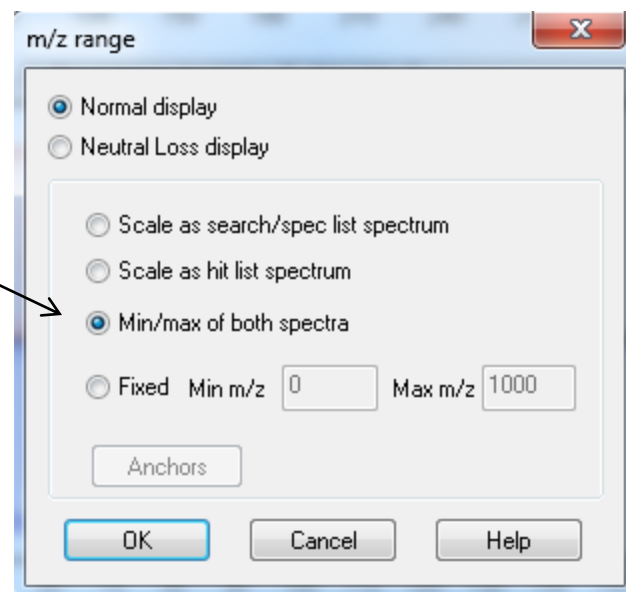 m/z range
Normal display
Neutral Loss display
Scale as search/spec list spectrum
Scale as hit list spectrum
Min/max of both spectra
Fixed Min m/z 0 Max m/z 1000
Anchors
OK Cancel Help